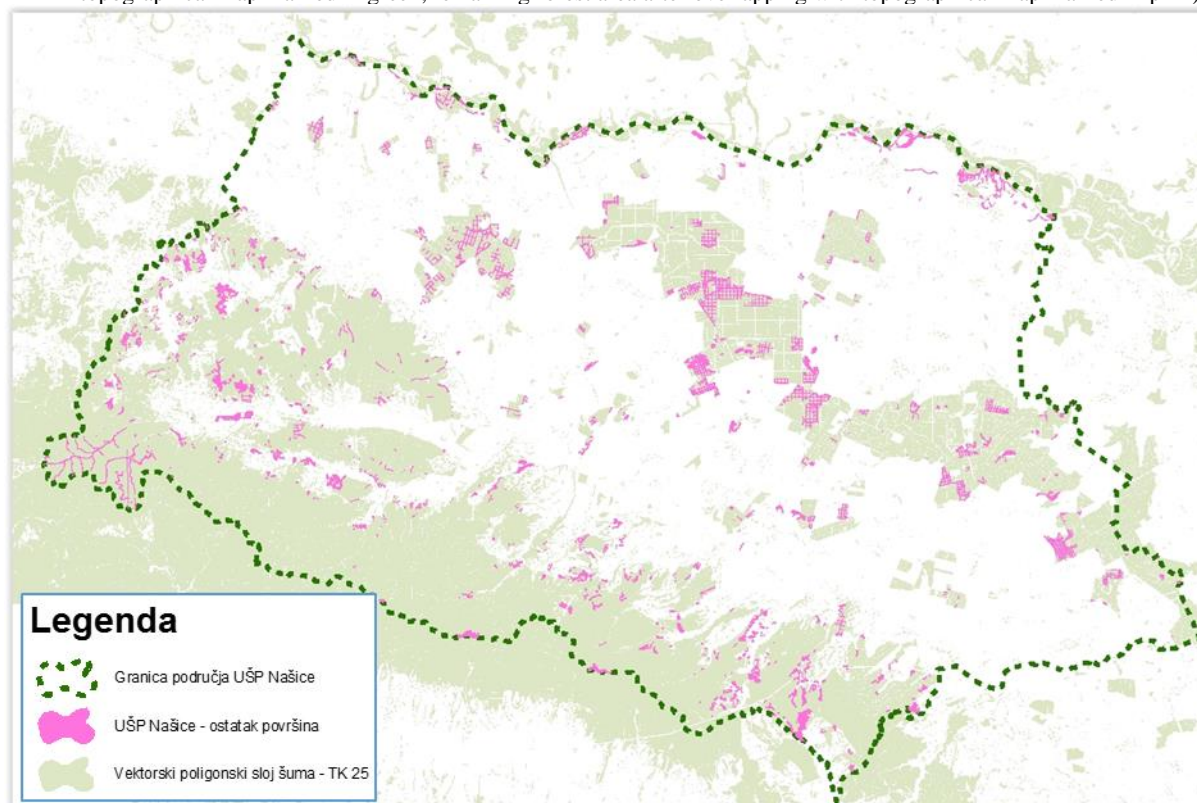 Legenda
Granica područja UŠP Našice
UŠP Našice - ostatak površina
Vektorski poligonski sloj šuma - TK 25